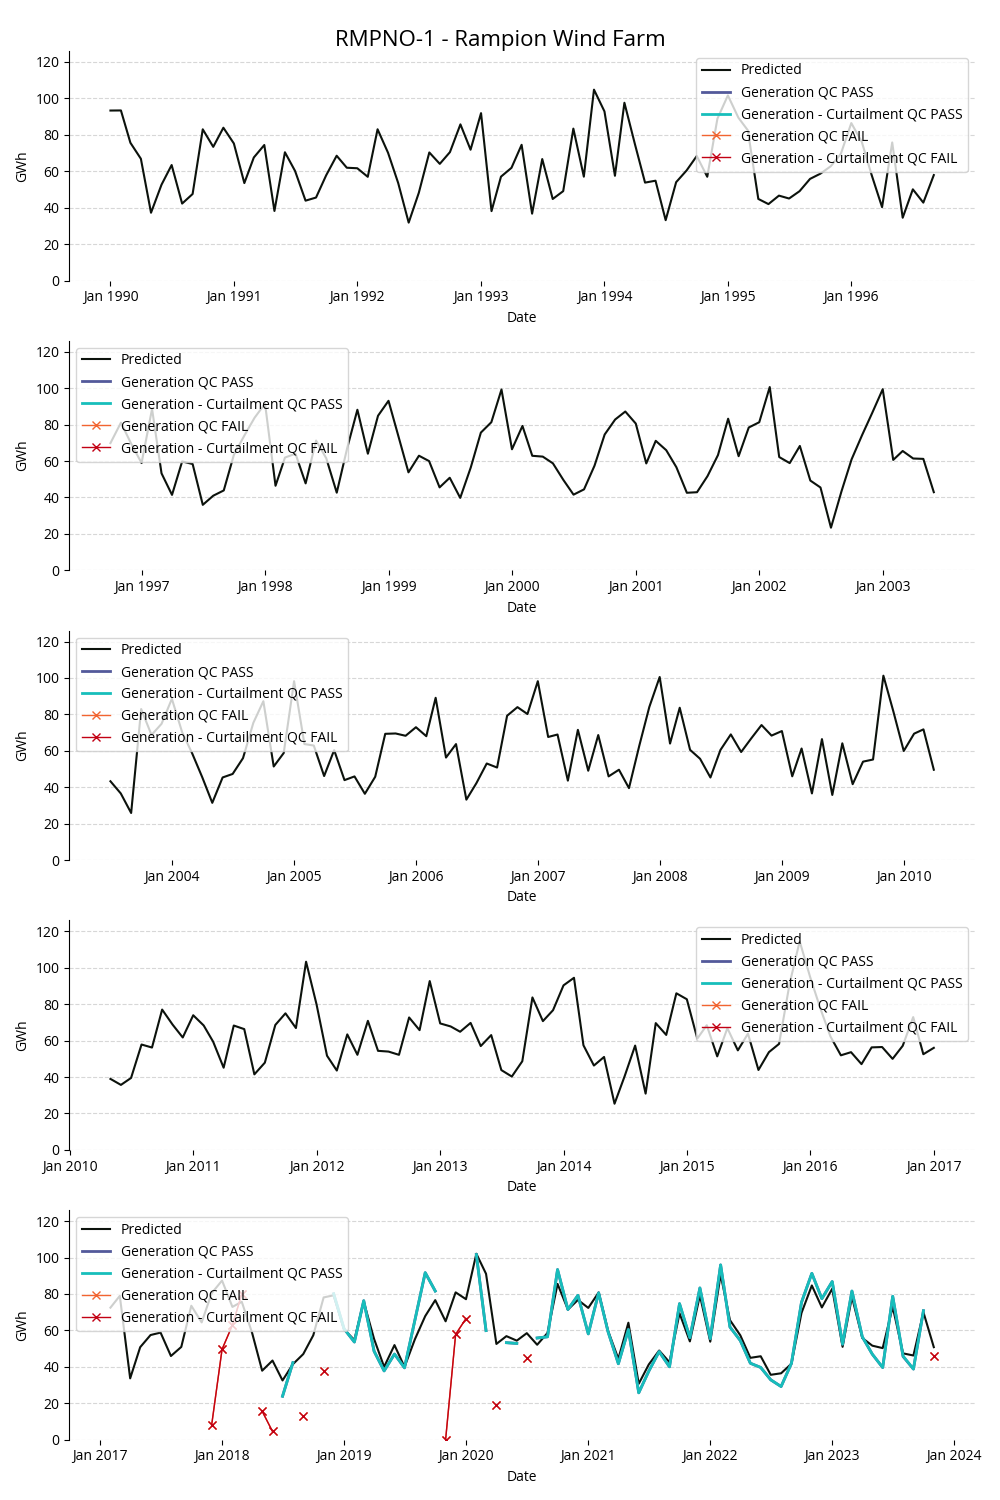 RMPNO-1 - Rampion Wind Farm
120
100
80
60
40
20
0
GWh
Predicted
Generation QC PASS
Generation - Curtailment QC PASS
Generation QC FAIL
Generation - Curtailment QC FAIL
Jan 1990 Jan 1991 Jan 1992 Jan 1993 Jan 1994 Jan 1995 Jan 1996
Date
120
100
80
60
40
20
0
GWh
Predicted
Generation QC PASS
Generation - Curtailment QC PASS
Generation QC FAIL
Generation - Curtailment QC FAIL
Jan 1997 Jan 1998 Jan 1999 Jan 2000 Jan 2001 Jan 2002 Jan 2003
Date
120
100
80
60
40
20
0
GWh
Predicted
Generation QC PASS
Generation - Curtailment QC PASS
Generation QC FAIL
Generation - Curtailment QC FAIL
Jan 2004 Jan 2005 Jan 2006 Jan 2007 Jan 2008 Jan 2009 Jan 2010
Date
120
100
80
60
40
20
0
GWh
Predicted
Generation QC PASS
Generation - Curtailment QC PASS
Generation QC FAIL
Generation - Curtailment QC FAIL
Jan 2010 Jan 2011 Jan 2012 Jan 2013 Jan 2014 Jan 2015 Jan 2016 Jan 2017
Date
120
100
80
60
40
20
0
GWh
Predicted
Generation QC PASS
Generation - Curtailment QC PASS
Generation QC FAIL
Generation - Curtailment QC FAIL
Jan 2017 Jan 2018 Jan 2019 Jan 2020 Jan 2021 Jan 2022 Jan 2023 Jan 2024
Date